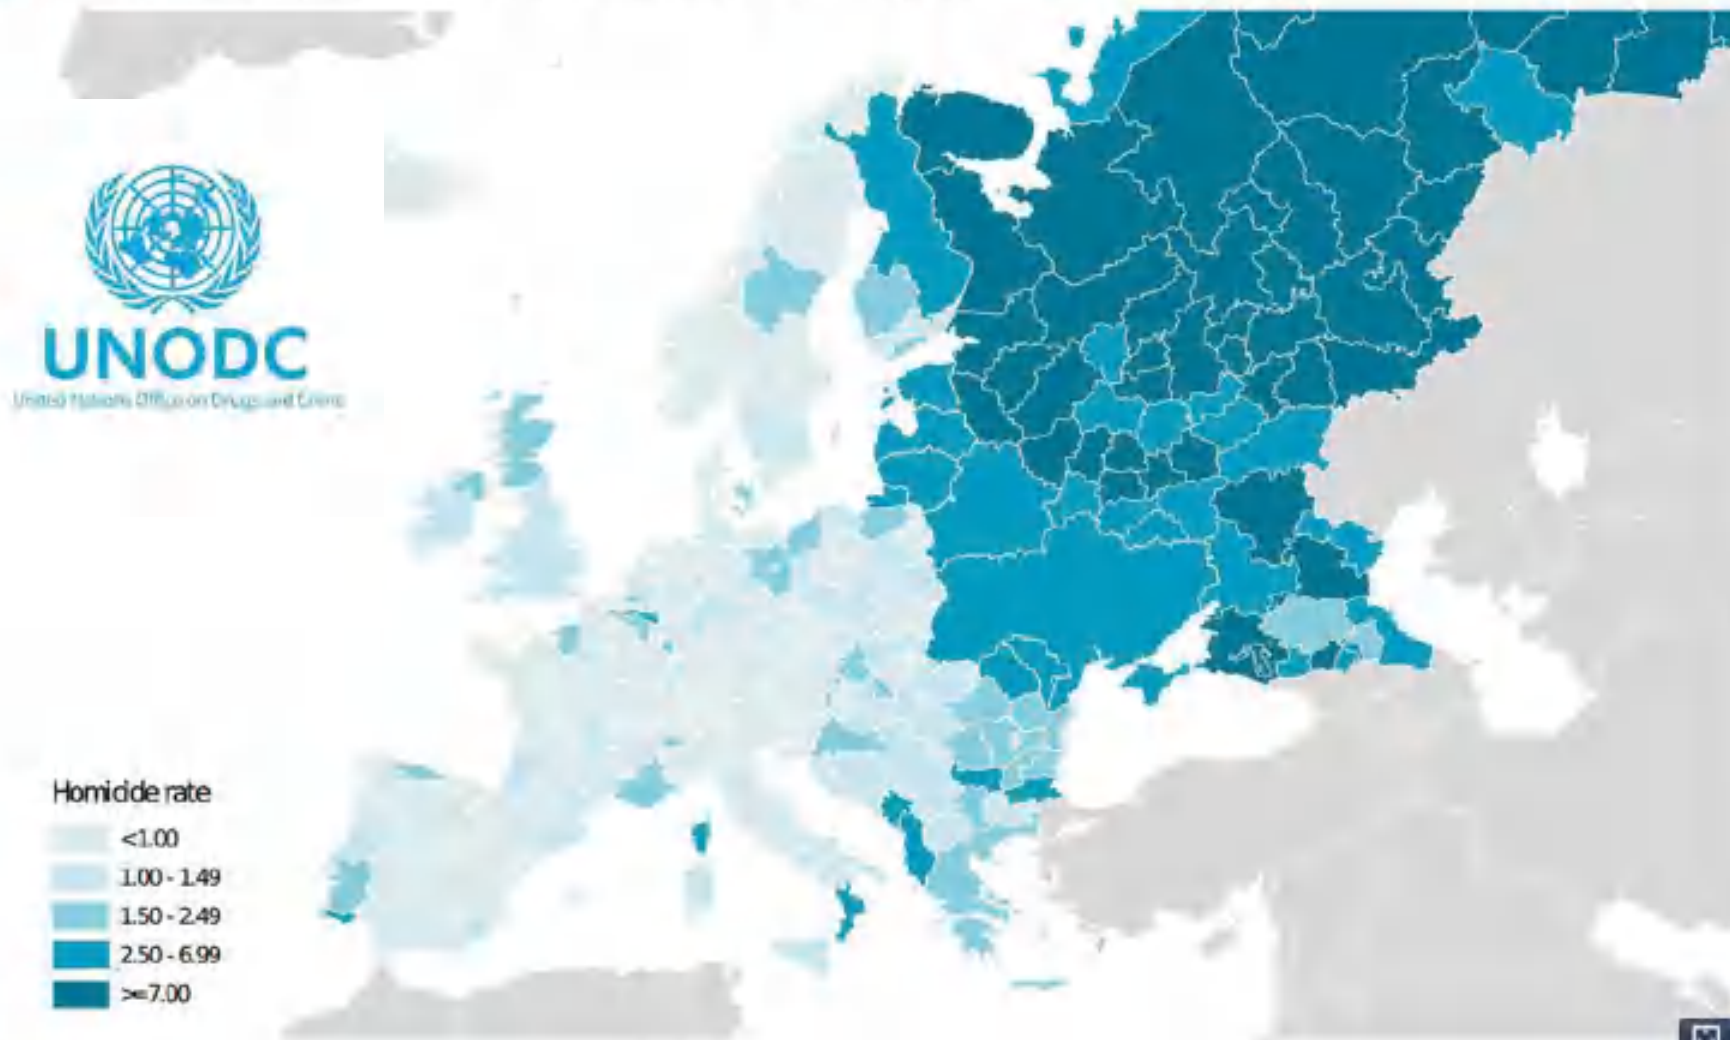 UNODC
United Nations Office on Drugs and Crime
Homicide rate
<1.00
1.00 - 1.49
1.50 - 2.49
2.50 - 6.99
>=7.00